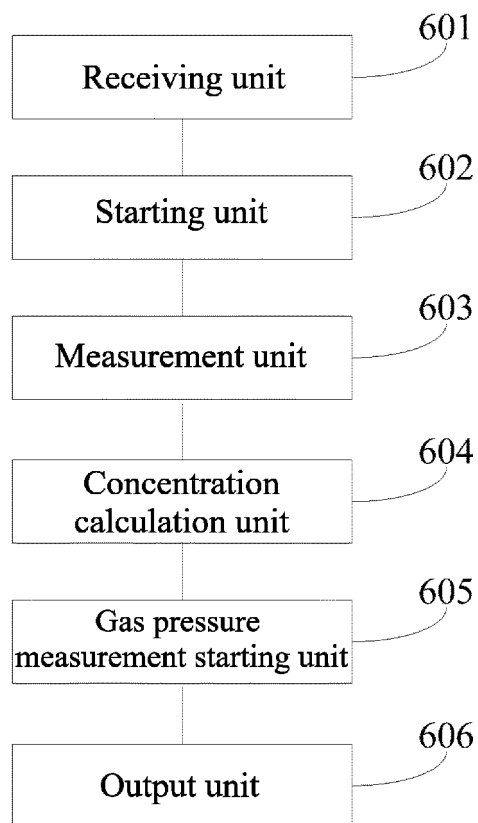 601
Receiving unit
602
Starting unit
603
Measurement unit
604
Concentration
calculation unit
605
Gas pressure
measurement starting unit
606
Output unit